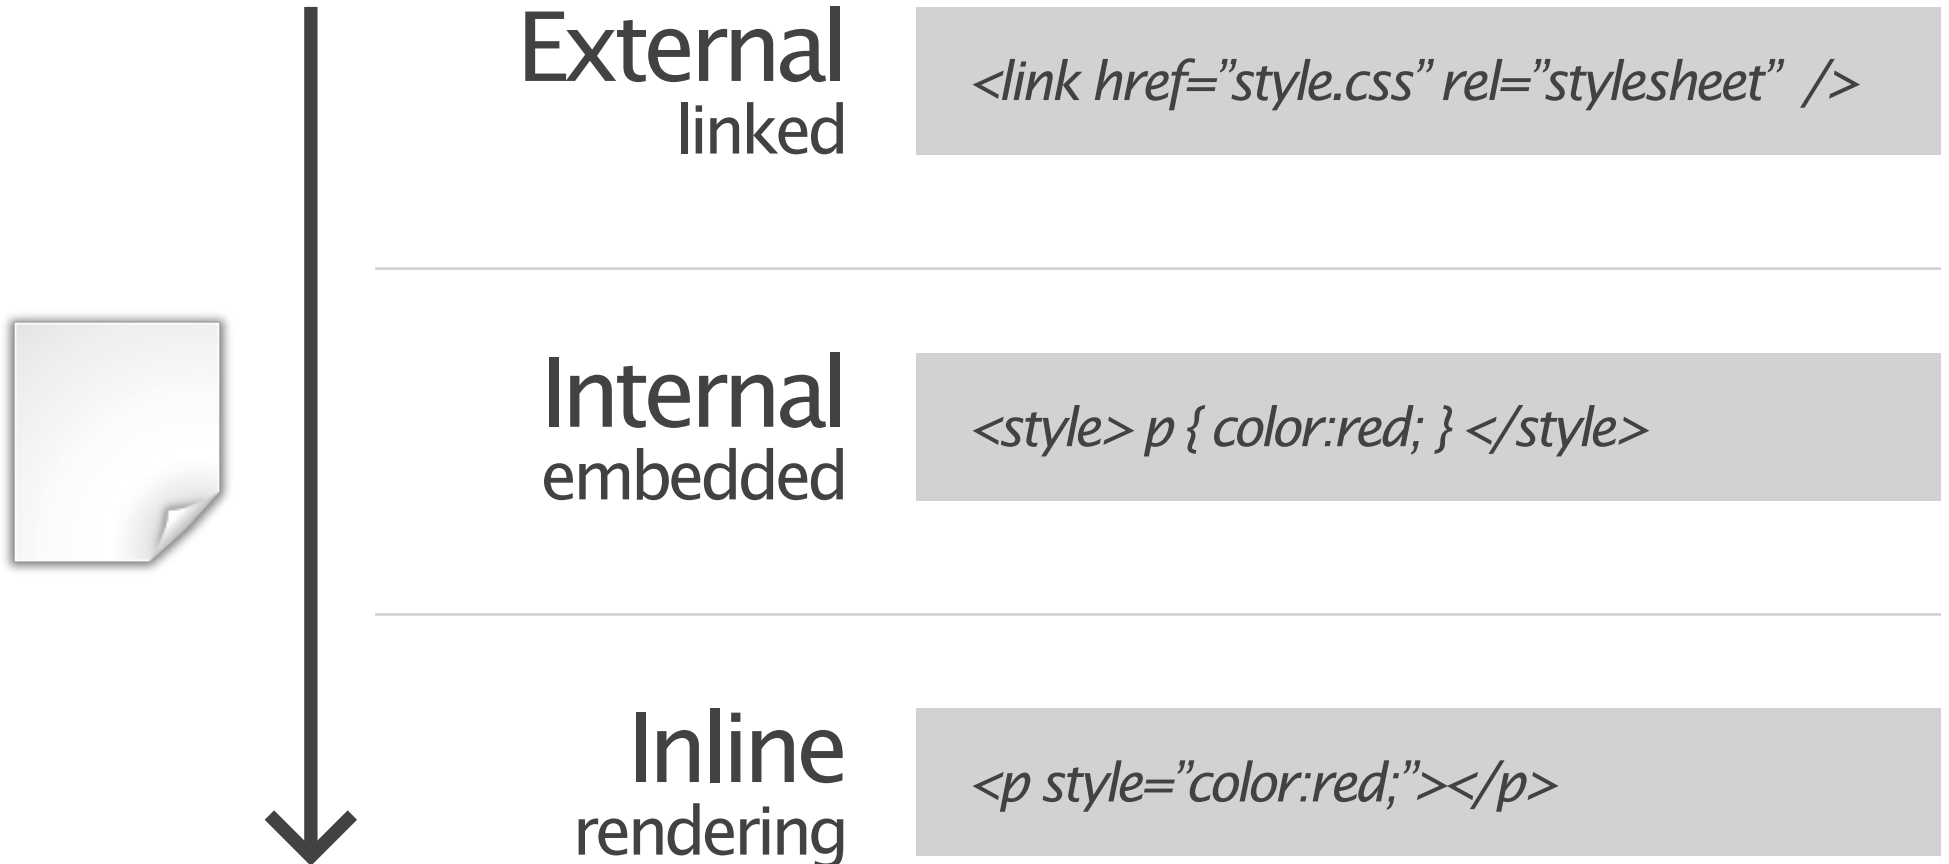 External
linked
<link href=”style.css” rel=”stylesheet” />
Internal
embedded
<style> p { color:red; } </style>
Inline
rendering
<p style=”color:red;”></p>